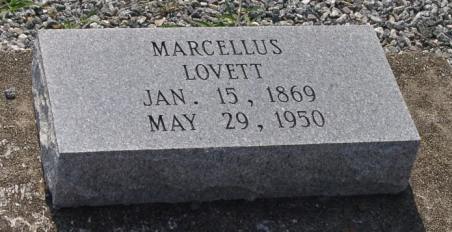 MARCELLUS
LOVETT
JAN. 15, 1869
MAY 29, 1950